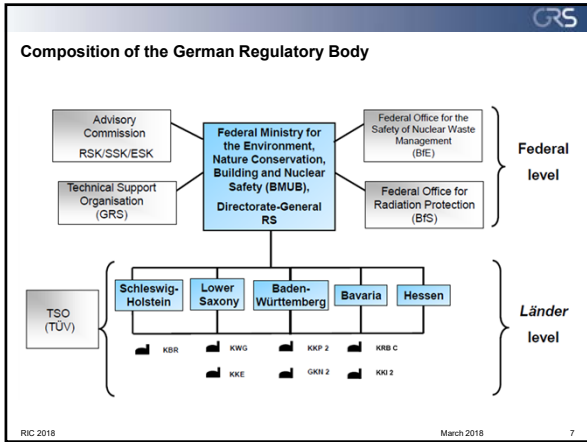 GRS
Composition of the German Regulatory Body
Advisory
Commission
RSK/SSK/ESK
Federal Ministry for
the Environment,
Nature Conservation,
Building and Nuclear
Safety (BMUB),
Directorate-General
RS
Federal Office for the
Safety of Nuclear Waste
Management
(BfE)
Federal
level
Technical Support
Organisation
(GRS)
Federal Office for
Radiation Protection
(BfS)
TSO
(TÜV)
Schleswig-
Holstein
Lower
Saxony
Baden-
Württemberg
Bavaria
Hessen
Länder
level
KBR
KWG
KKP 2
KRB C
KKE
GKN 2
KKI 2
RIC 2018
March 2018
7